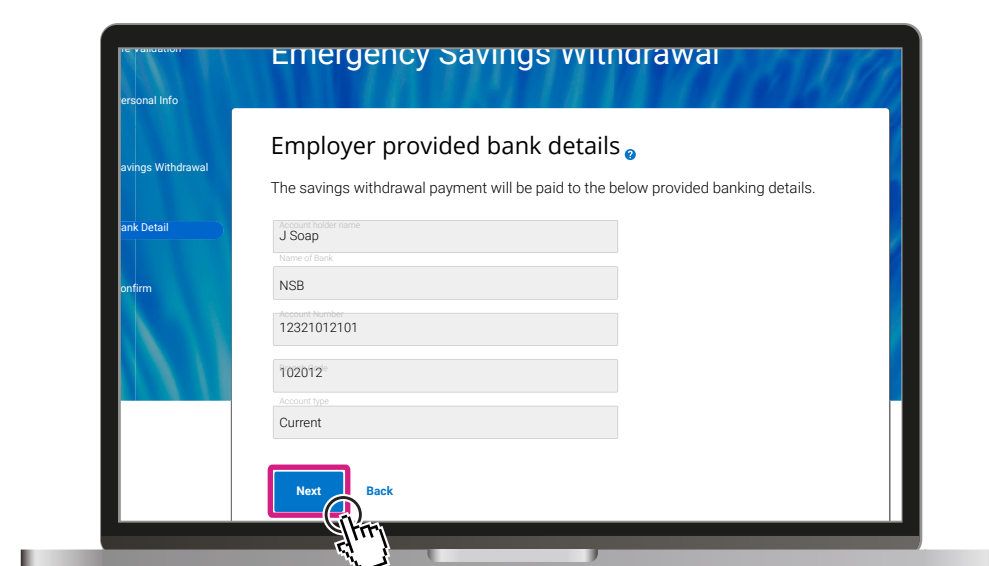 Emergency Savings Withdrawal
ersonal Info
avings Withdrawal
ank Detail
onfirm
Employer provided bank details
?
The savings withdrawal payment will be paid to the below provided banking details.
Account holder name
J Soap
Name of Bank
NSB
Account Number
12321012101
102012
Account type
Current
Next
Back